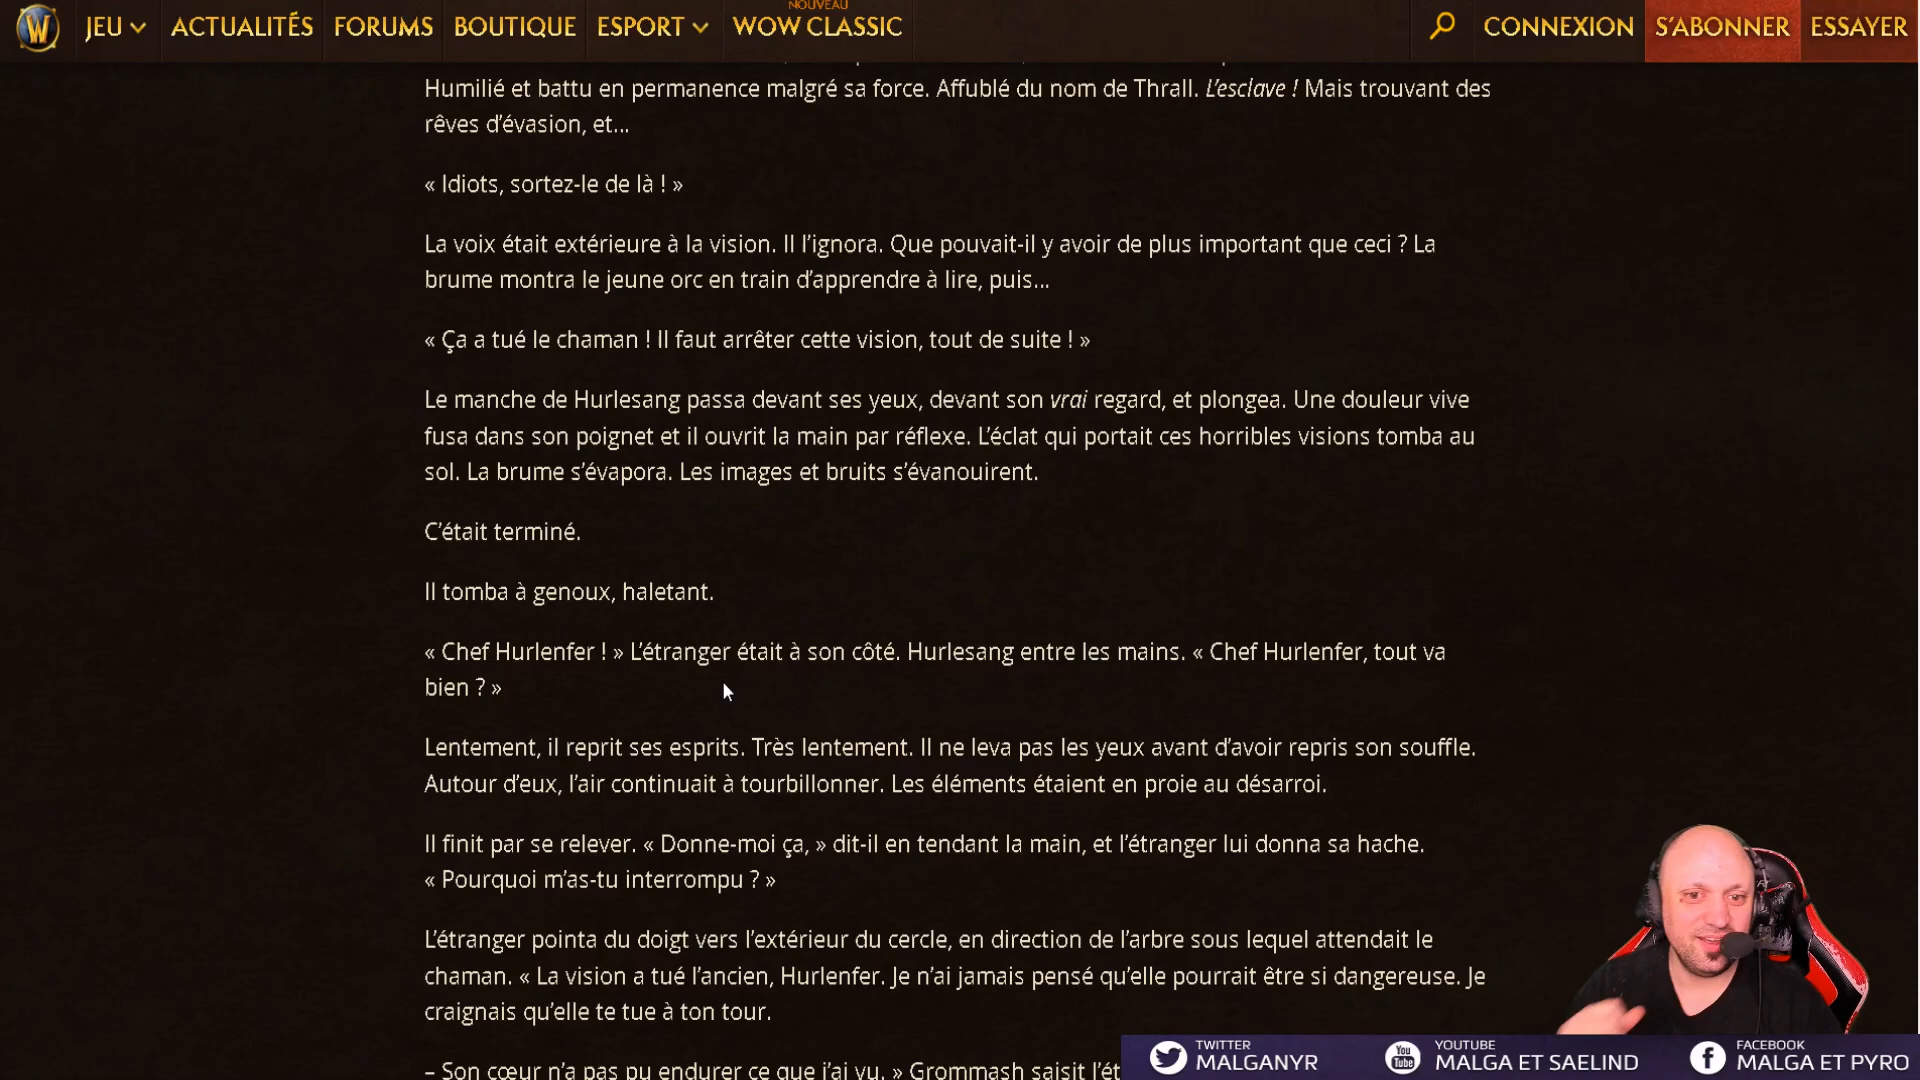 NOUVEAU
JEU ACTUALITÉS FORUMS BOUTIQUE ESPORT WOW CLASSIC CONNEXION S'ABONNER ESSAYER
Humilié et battu en permanence malgré sa force. Affublé du nom de Thrall. L'esclave ! Mais trouvant des
rêves d'évasion, et…
« Idiots, sortez-le de là ! »
La voix était extérieure à la vision. Il l'ignora. Que pouvait-il y avoir de plus important que ceci ? La
brume montra le jeune orc en train d'apprendre à lire, puis…
« Ça a tué le chaman ! Il faut arrêter cette vision, tout de suite ! »
Le manche de Hurlesang passa devant ses yeux, devant son vrai regard, et plongea. Une douleur vive
fusa dans son poignet et il ouvrit la main par réflexe. L'éclat qui portait ces horribles visions tomba au
sol. La brume s'évapora. Les images et bruits s'évanouirent.
C'était terminé.
Il tomba à genoux, haletant.
« Chef Hurlenfer ! » L'étranger était à son côté. Hurlesang entre les mains. « Chef Hurlenfer, tout va
bien ? »
Lentement, il reprit ses esprits. Très lentement. Il ne leva pas les yeux avant d'avoir repris son souffle.
Autour d'eux, l'air continuait à tourbillonner. Les éléments étaient en proie au désarroi.
Il finit par se relever. « Donne-moi ça, » dit-il en tendant la main, et l'étranger lui donna sa hache.
« Pourquoi m'as-tu interrompu ? »
L'étranger pointa du doigt vers l'extérieur du cercle, en direction de l'arbre sous lequel attendait le
chaman. « La vision a tué l'ancien, Hurlenfer. Je n'ai jamais pensé qu'elle pourrait être si dangereuse. Je
craignais qu'elle te tue à ton tour.
– Son cœur n'a pas pu endurer ce que j'ai vu. » Grommash saisit l'ét
TWITTER
MALGANYR
You
Tube
YOUTUBE
MALGA ET SAELIND
FACEBOOK
MALGA ET PYRO